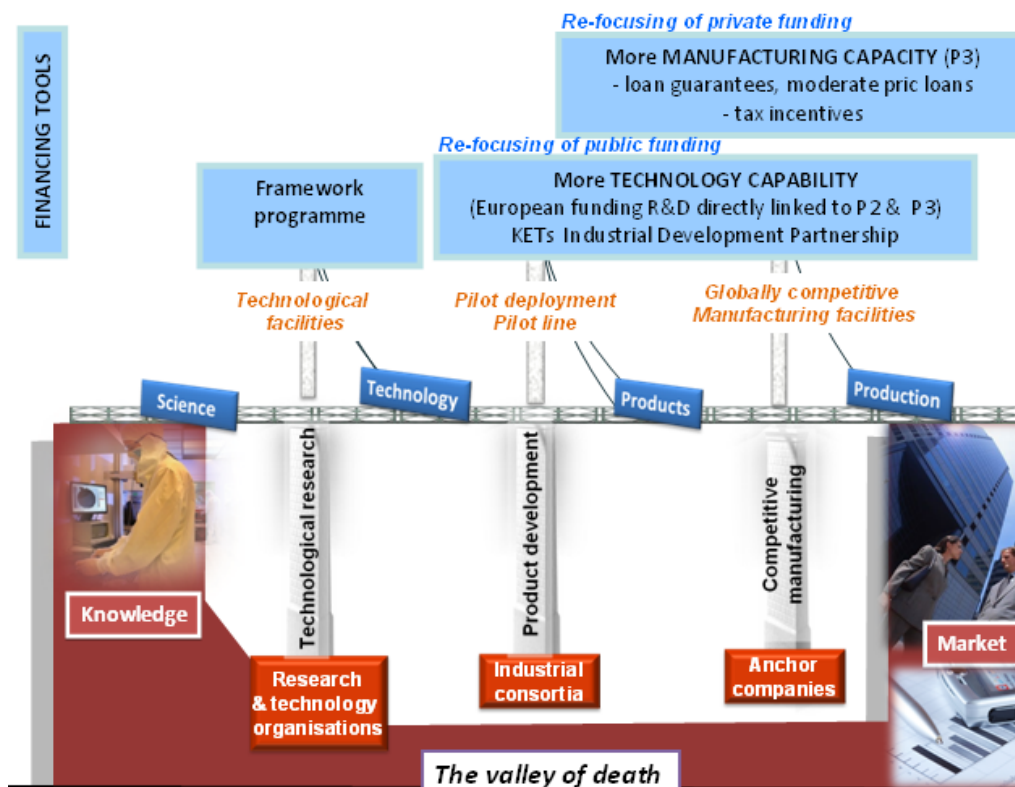 FINANCING TOOLS
Re-focusing of private funding
More MANUFACTURING CAPACITY (P3)
- loan guarantees, moderate pric loans
- tax incentives
Re-focusing of public funding
More TECHNOLOGY CAPABILITY
(European funding R&D directly linked to P2 & P3)
KETs Industrial Development Partnership
Framework
programme
Technological
facilities
Pilot deployment
Pilot line
Globally competitive
Manufacturing facilities
Science
Technology
Products
Production
Technological research
Product development
Competitive
manufacturing
Knowledge
Market
Research
& technology
organisations
Industrial
consortia
Anchor
companies
The valley of death